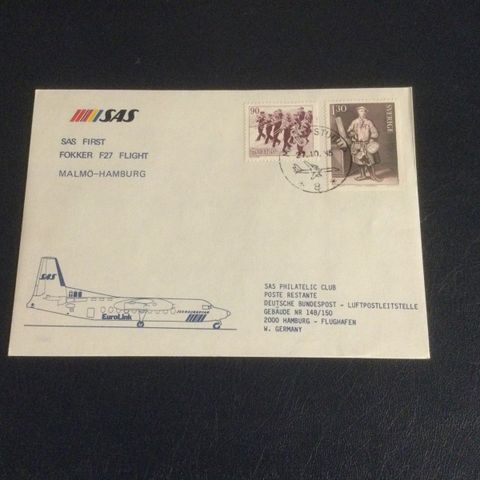 SAS
SAS FIRST
FOKKER F27 FLIGHT
MALMÖ-HAMBURG
90
1.30
SVERIGE
8
SAS
EuroLink
SAS PHILATELIC CLUB
POSTE RESTANTE
DEUTSCHE BUNDESPOST - LUFTPOSTLEITSTELLE
GEBÄUDE NR 148/150
2000 HAMBURG - FLUGHAFEN
W. GERMANY